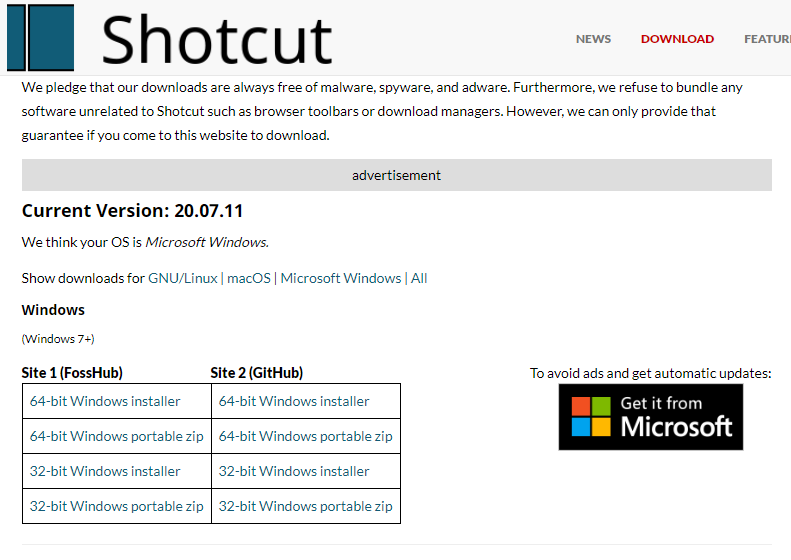 Shotcut
NEWS DOWNLOAD FEATUR
We pledge that our downloads are always free of malware, spyware, and adware. Furthermore, we refuse to bundle any
software unrelated to Shotcut such as browser toolbars or download managers. However, we can only provide that
guarantee if you come to this website to download.
advertisement
Current Version: 20.07.11
We think your OS is Microsoft Windows.
Show downloads for GNU/Linux | macOS | Microsoft Windows | All
Windows
(Windows 7+)
Site 1 (FossHub) Site 2 (GitHub)
64-bit Windows installer 64-bit Windows installer
64-bit Windows portable zip 64-bit Windows portable zip
32-bit Windows installer 32-bit Windows installer
32-bit Windows portable zip 32-bit Windows portable zip
To avoid ads and get automatic updates:
Get it from
Microsoft